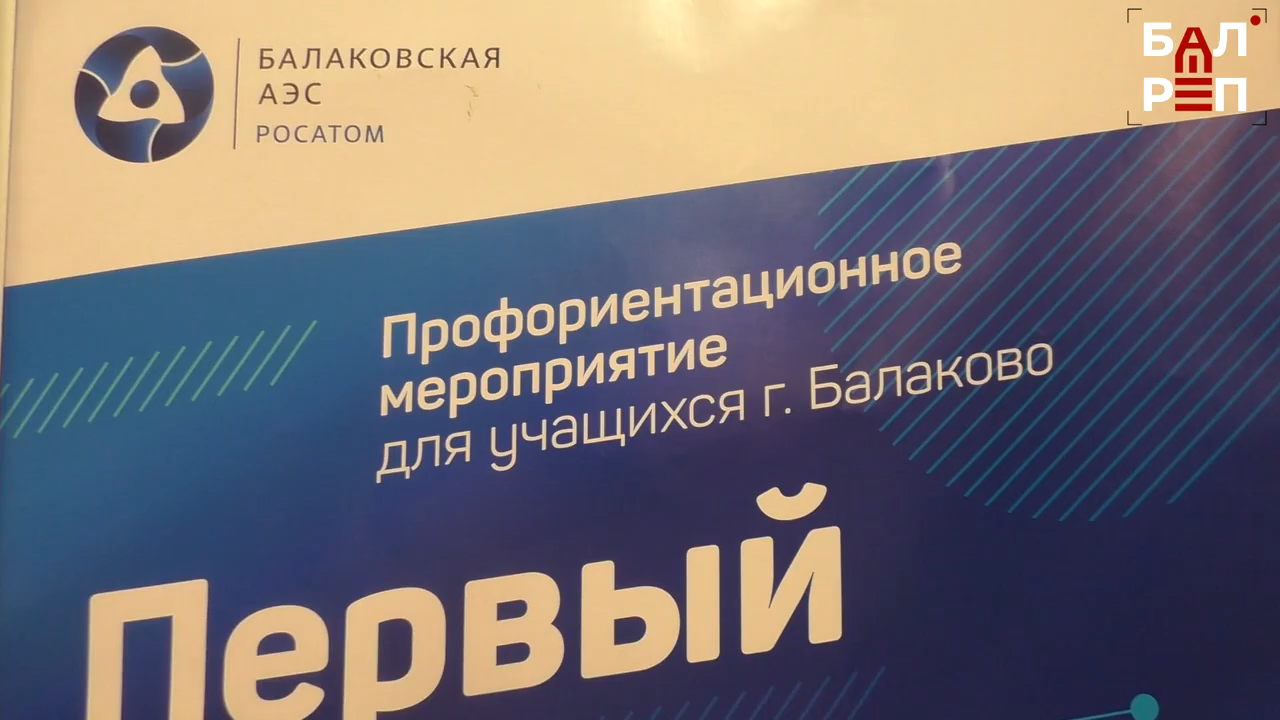 БАЛАКОВСКАЯ
АЭС
РОСАТОМ
БАЛ
РЕП
Профориентационное
мероприятие
для учащихся г. Балаково
Первый